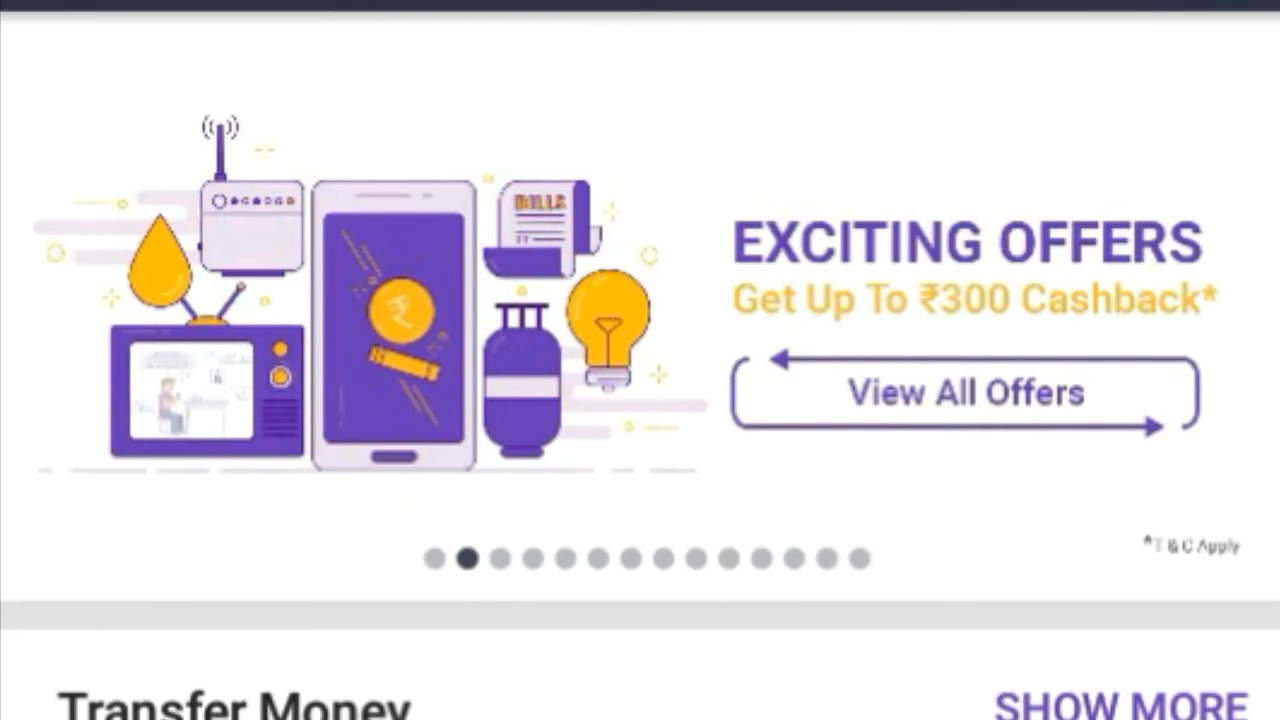 BILLS
EXCITING OFFERS
Get Up To ₹300 Cashback*
View All Offers
*T & C Apply
Transfer Money
SHOW MORE